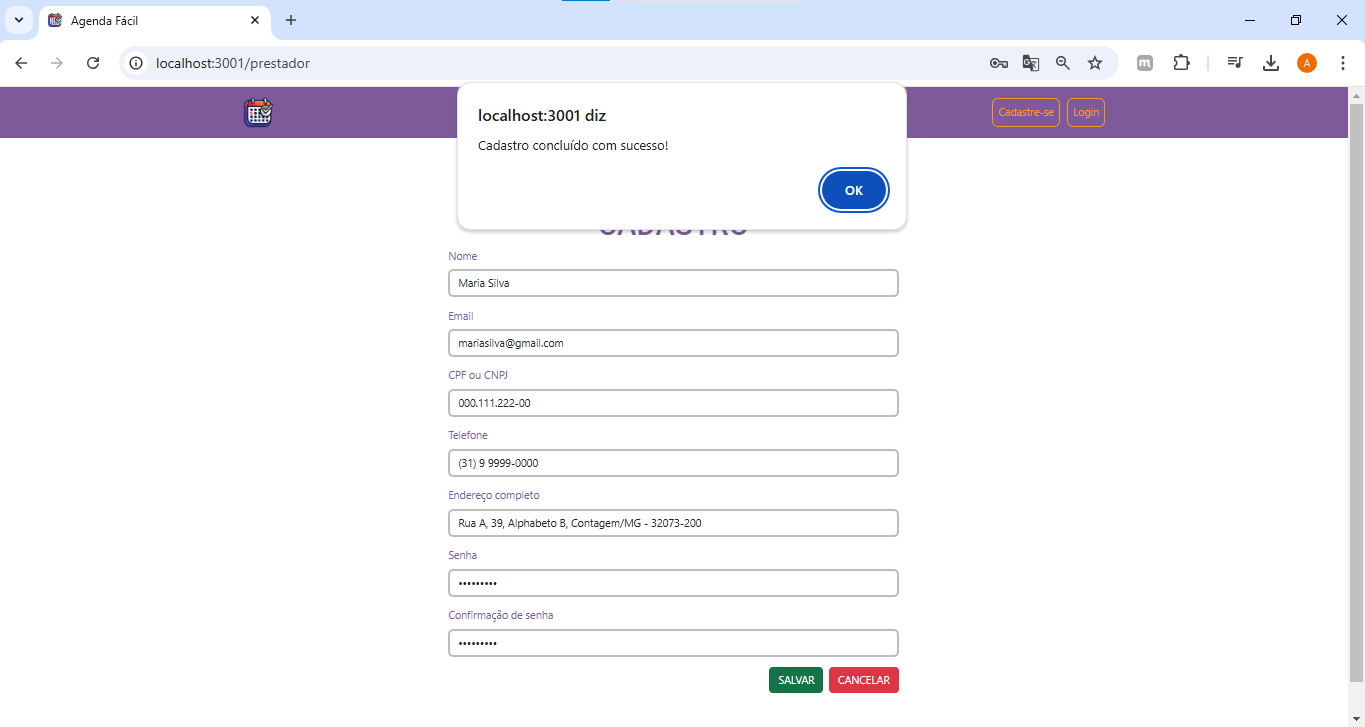 Agenda Fácil
localhost:3001/prestador
A
Cadastre-se
Login
localhost:3001 diz
Cadastro concluído com sucesso!
OK
CADASTRO
Nome
Maria Silva
Email
mariasilva@gmail.com
CPF ou CNPJ
000.111.222-00
Telefone
(31) 9 9999-0000
Endereço completo
Rua A, 39, Alphabeto B, Contagem/MG - 32073-200
Senha
•••••••••
Confirmação de senha
•••••••••
SALVAR
CANCELAR